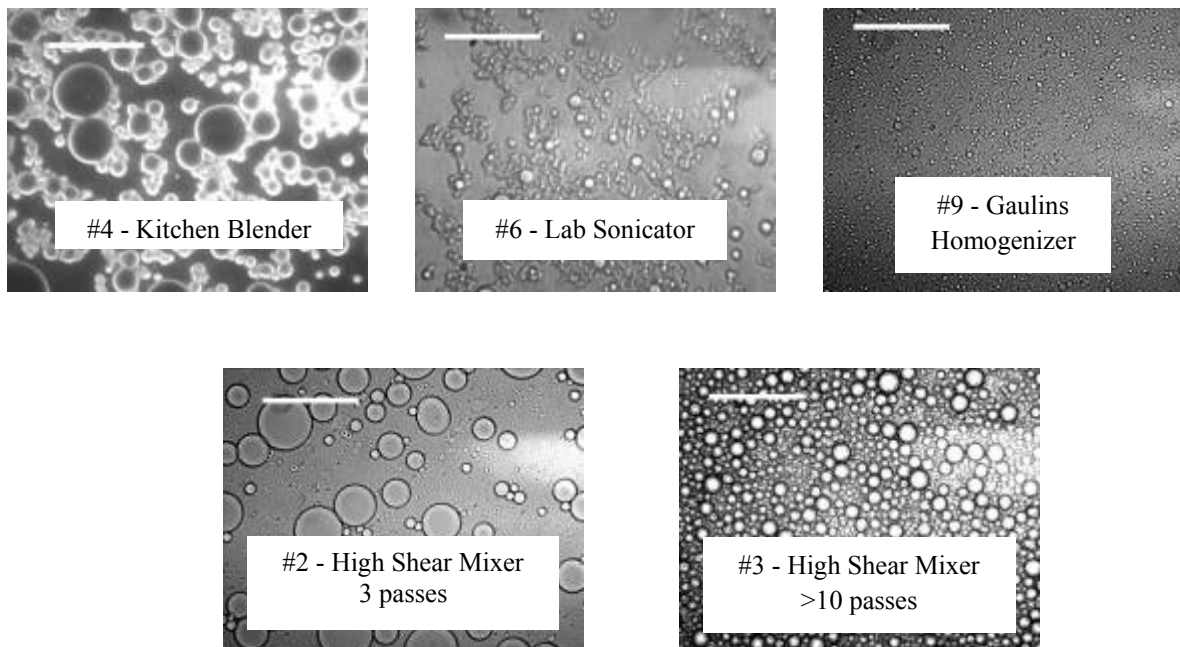 #4 - Kitchen Blender
#6 - Lab Sonicator
#9 - Gaulins
Homogenizer
#2 - High Shear Mixer
3 passes
#3 - High Shear Mixer
>10 passes